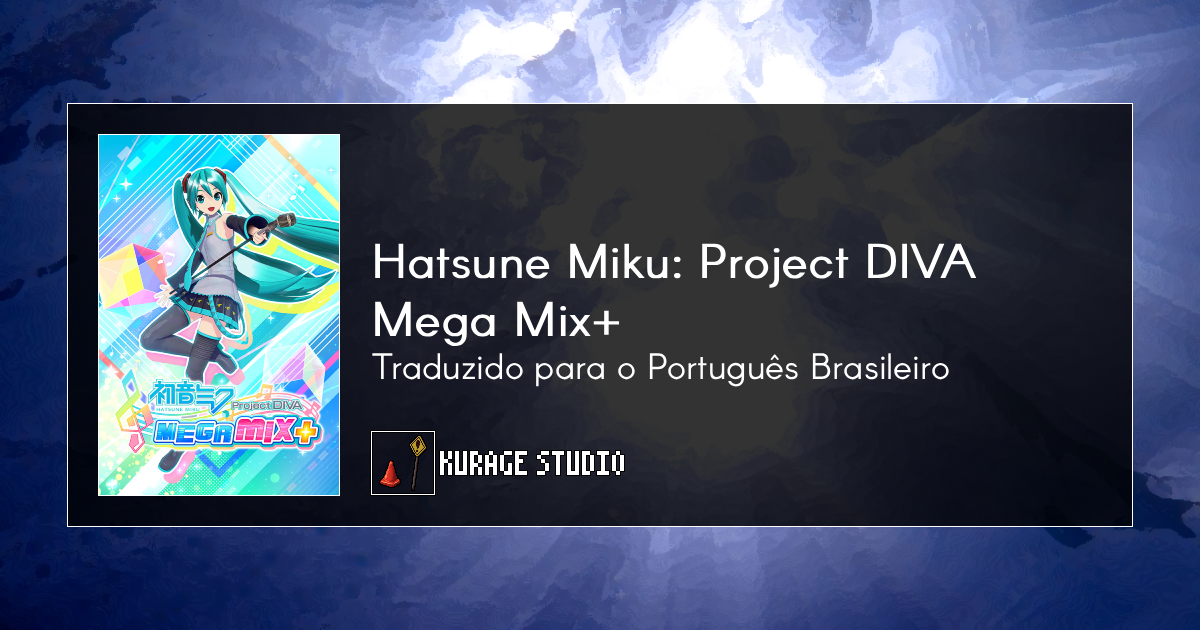 Hatsune Miku: Project DIVA
Mega Mix+
Traduzido para o Português Brasileiro
初音ミク
HATSUNE MIKU
Project DIVA
MEGA MIX+
KURAGE STUDIO